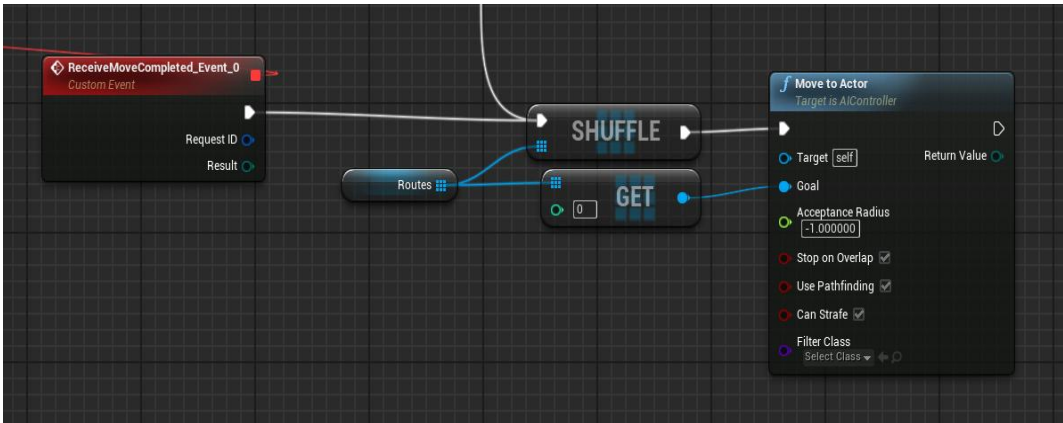 ReceiveMoveCompleted_Event_0
Custom Event
Request ID
Result
Routes
SHUFFLE
GET
0
f Move to Actor
Target is AIController
Target self
Return Value
Goal
Acceptance Radius
-1.000000
Stop on Overlap
Use Pathfinding
Can Strafe
Filter Class
Select Class